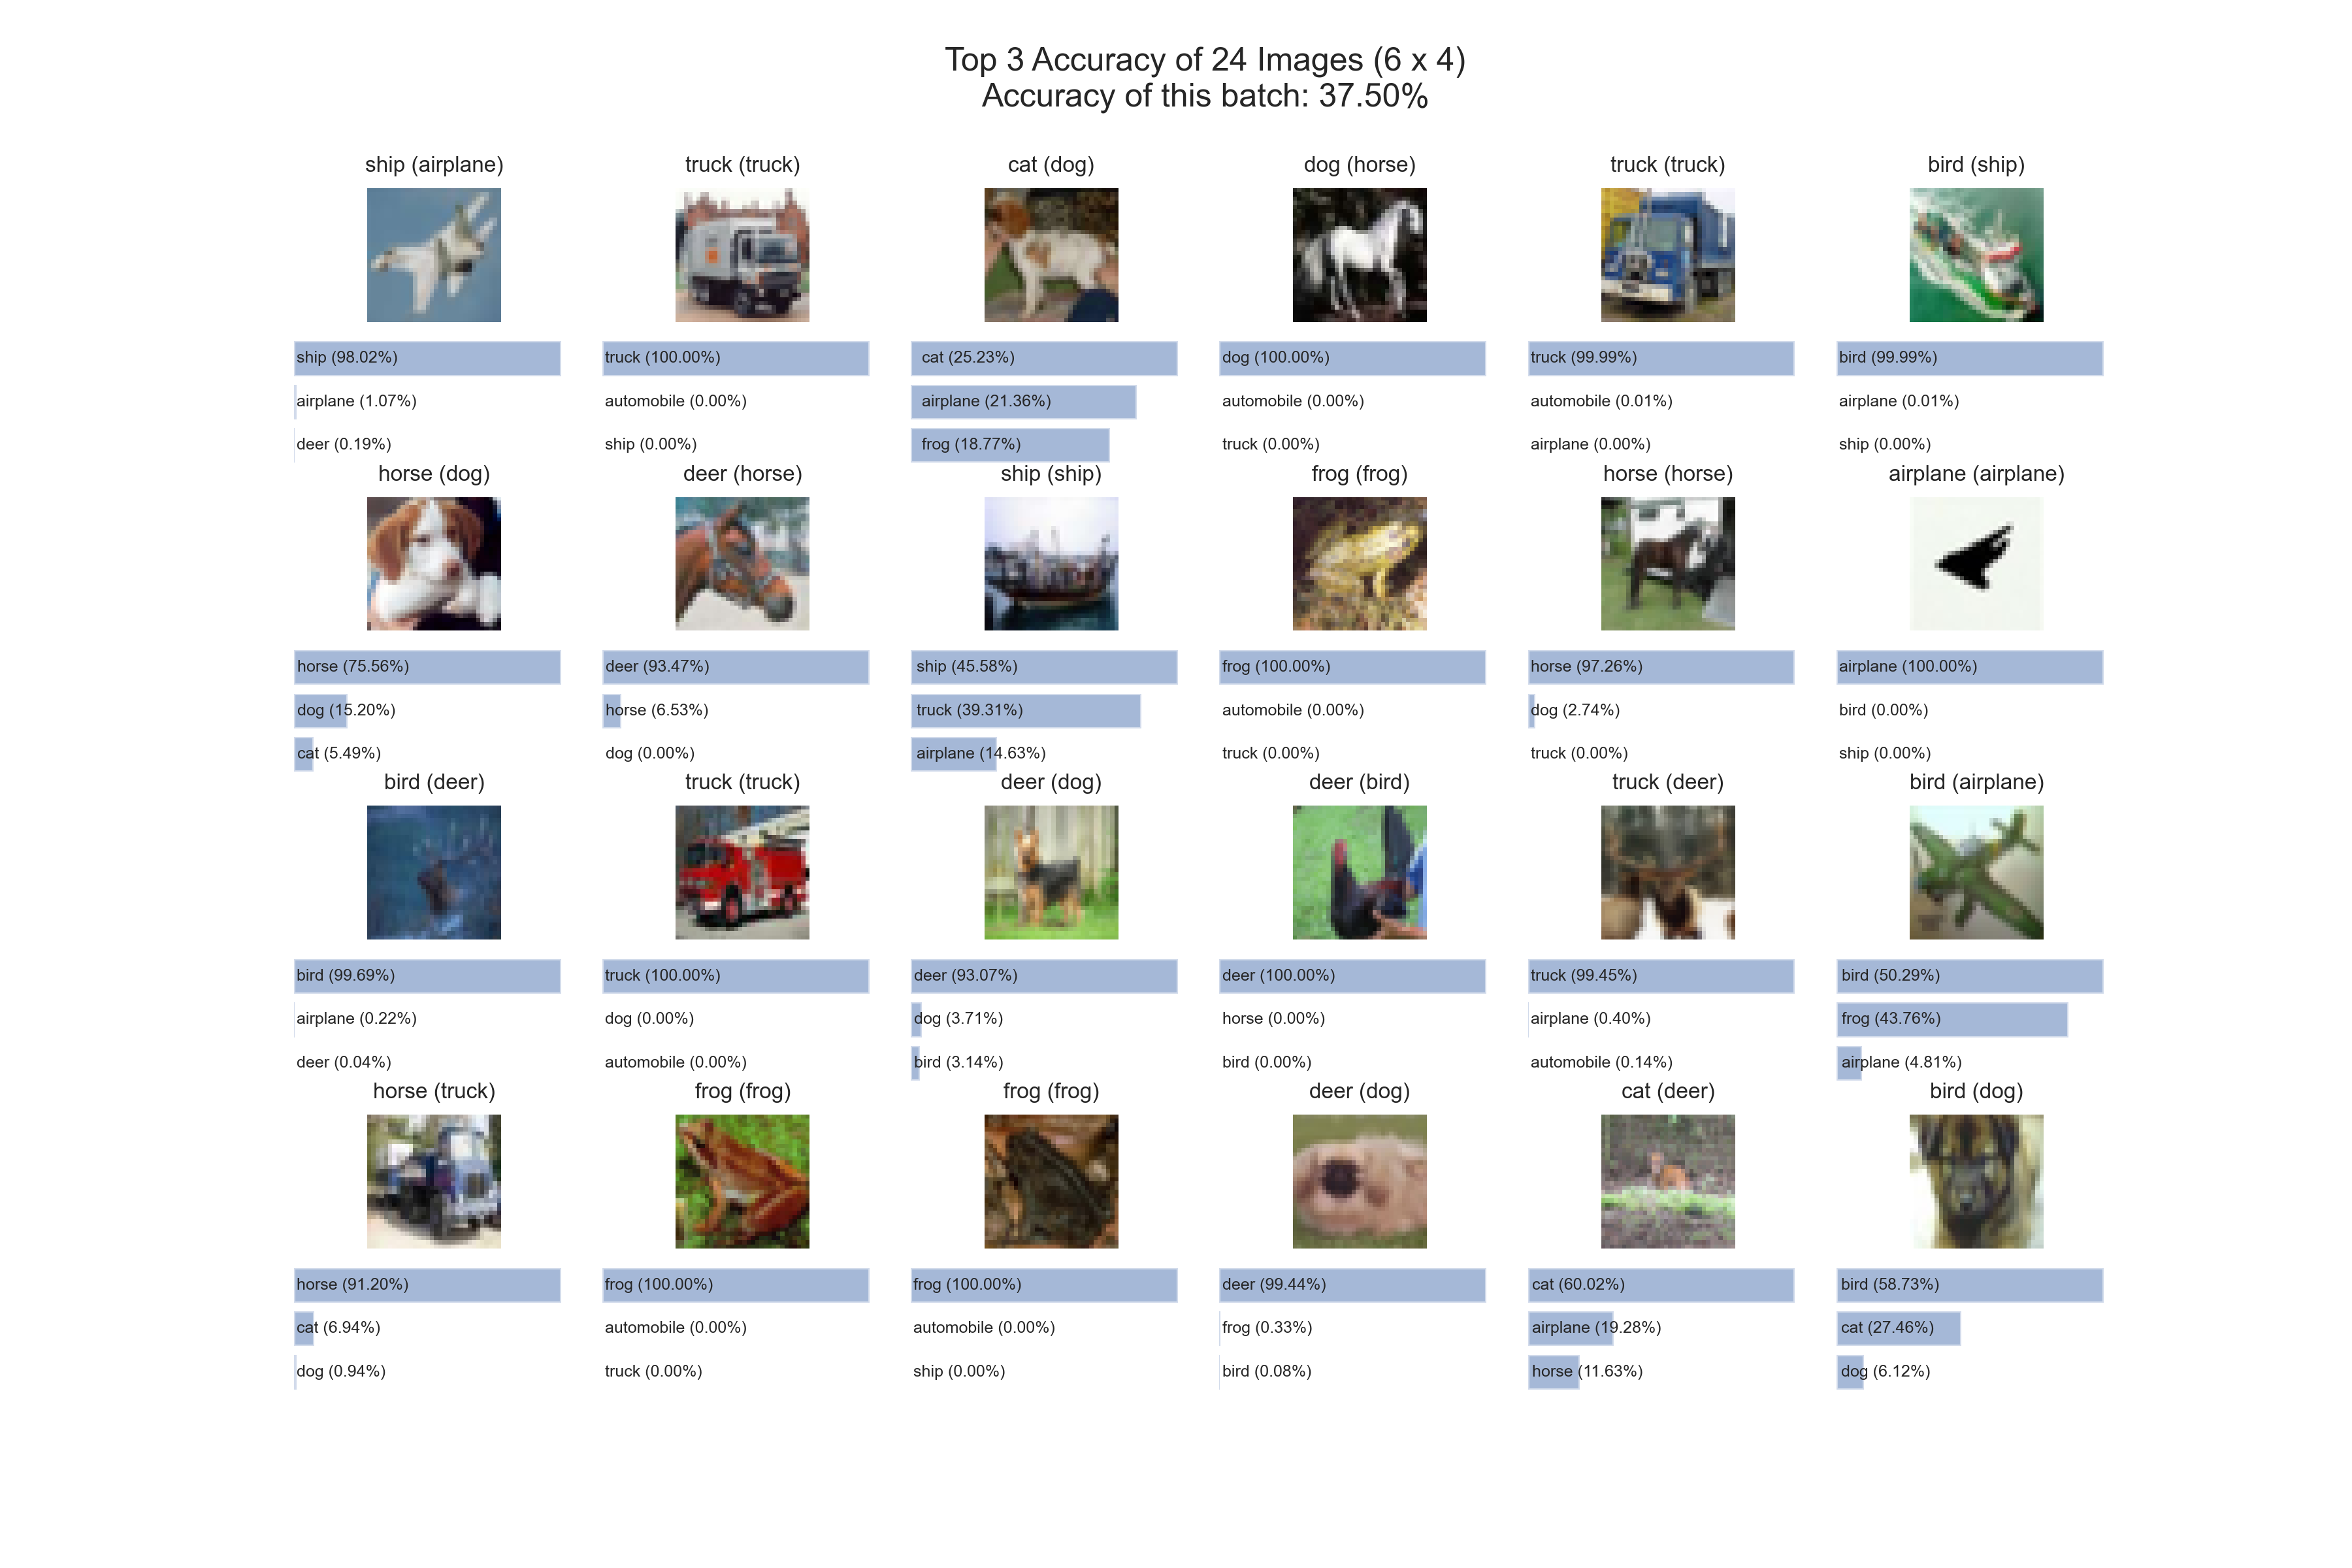 Top 3 Accuracy of 24 Images (6 x 4)
Accuracy of this batch: 37.50%
ship (airplane)
ship (98.02%)
airplane (1.07%)
deer (0.19%)
truck (truck)
truck (100.00%)
automobile (0.00%)
ship (0.00%)
cat (dog)
cat (25.23%)
airplane (21.36%)
frog (18.77%)
dog (horse)
dog (100.00%)
automobile (0.00%)
truck (0.00%)
truck (truck)
truck (99.99%)
automobile (0.01%)
airplane (0.00%)
bird (ship)
bird (99.99%)
airplane (0.01%)
ship (0.00%)
horse (dog)
horse (75.56%)
dog (15.20%)
cat (5.49%)
deer (horse)
deer (93.47%)
horse (6.53%)
dog (0.00%)
ship (ship)
ship (45.58%)
truck (39.31%)
airplane (14.63%)
frog (frog)
frog (100.00%)
automobile (0.00%)
truck (0.00%)
horse (horse)
horse (97.26%)
dog (2.74%)
truck (0.00%)
airplane (airplane)
airplane (100.00%)
bird (0.00%)
ship (0.00%)
bird (deer)
bird (99.69%)
airplane (0.22%)
deer (0.04%)
truck (truck)
truck (100.00%)
dog (0.00%)
automobile (0.00%)
deer (dog)
deer (93.07%)
dog (3.71%)
bird (3.14%)
deer (bird)
deer (100.00%)
horse (0.00%)
bird (0.00%)
truck (deer)
truck (99.45%)
airplane (0.40%)
automobile (0.14%)
bird (airplane)
bird (50.29%)
frog (43.76%)
airplane (4.81%)
horse (truck)
horse (91.20%)
cat (6.94%)
dog (0.94%)
frog (frog)
frog (100.00%)
automobile (0.00%)
truck (0.00%)
frog (frog)
frog (100.00%)
automobile (0.00%)
ship (0.00%)
deer (dog)
deer (99.44%)
frog (0.33%)
bird (0.08%)
cat (deer)
cat (60.02%)
airplane (19.28%)
horse (11.63%)
bird (dog)
bird (58.73%)
cat (27.46%)
dog (6.12%)